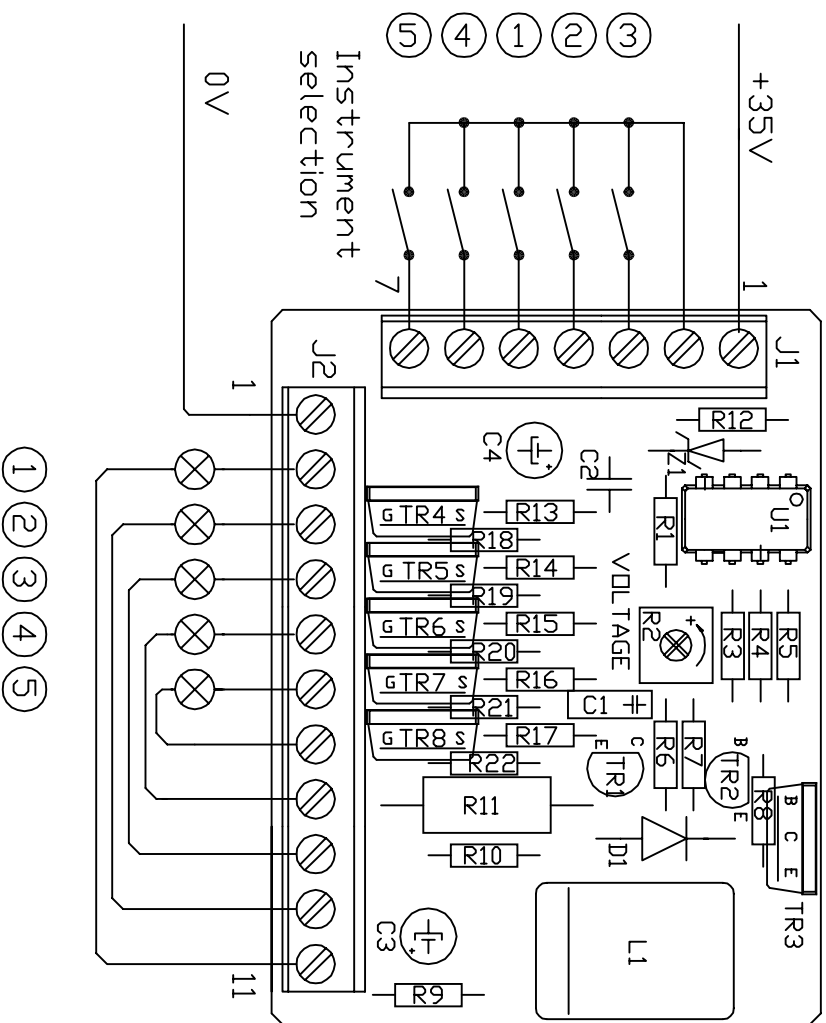 5 4 1 2 3
+35V
0V
Instrument
selection
7
1
J1
J2
1
R12
C4
C2
Z1
U1
R1
1
2
3
4
5
G TR4 S
R13
R18
G TR5 S
R14
R19
G TR6 S
R15
R20
G TR7 S
R16
R21
G TR8 S
R17
R22
VOLTAGE
R2
+
R3
R4
R5
C1
E
C
TR1
R6
R7
B
TR2
E
R8
B C E
TR3
R11
R10
D1
C3
+
+
L1
R9
11